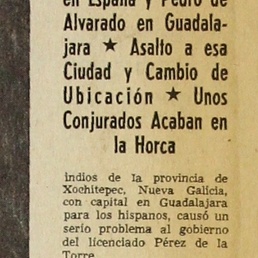 en España y Pedro de
Alvarado en Guadala-
jara ★ Asalto a esa
Ciudad y Cambio de
Ubicación ★ Unos
Conjurados Acaban en
la Horca
indios de la provincia de
Xochitepec, Nueva Galicia,
con capital en Guadalajara
para los hispanos, causó un
serio problema al gobierno
del licenciado Pérez de la
Torre